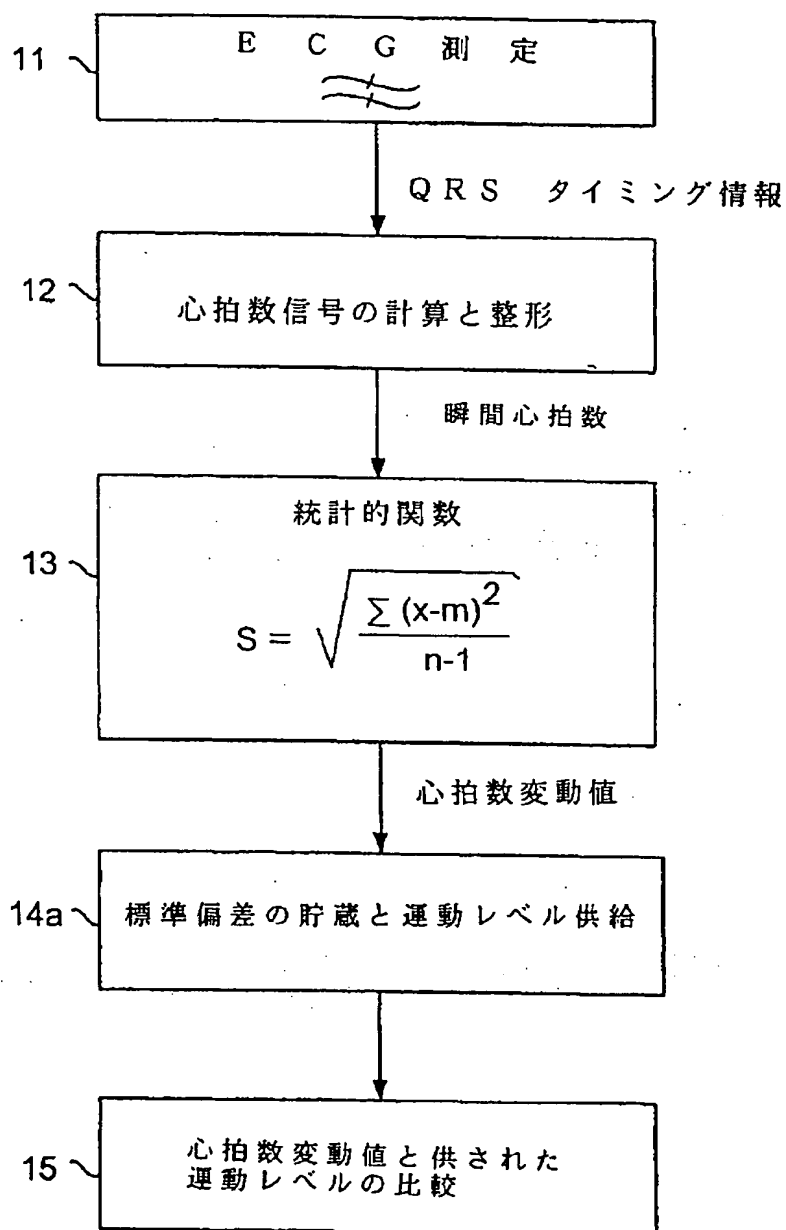 11
E C G 測 定
QRS タイミング情報
12
心拍数信号の計算と整形
瞬間心拍数
13
統計的関数
S = √ Σ (x-m)²
n-1
心拍数変動値
14a
標準偏差の貯蔵と運動レベル供給
15
心拍数変動値と供された
運動レベルの比較